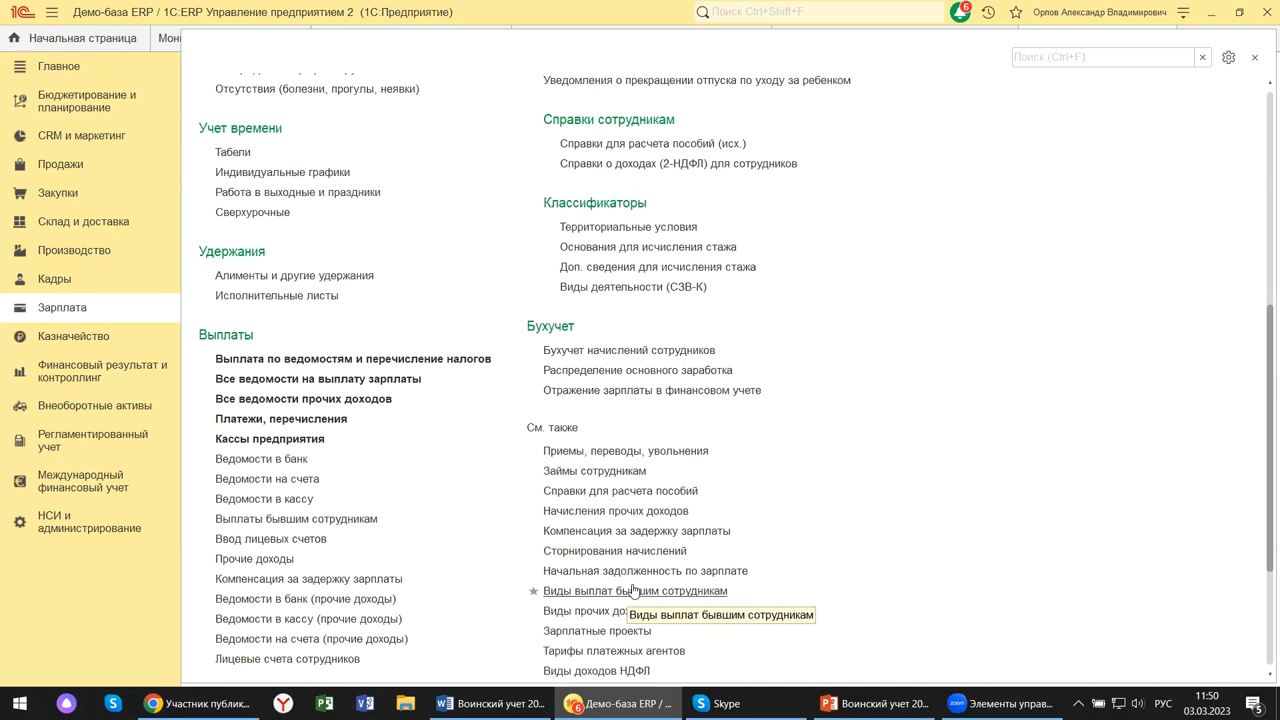 Демо-база ERP / 1С:ERP Управление предприятием 2 (1С:Предприятие)
Поиск Ctrl+Shift+F
6
Орлов Александр Владимирович
Начальная страница
Мон
Поиск (Ctrl+F)
Главное
Бюджетирование и
планирование
CRM и маркетинг
Продажи
Закупки
Склад и доставка
Производство
Кадры
Зарплата
Казначейство
Финансовый результат и
контроллинг
Внеоборотные активы
Регламентированный
учет
Международный
финансовый учет
НСИ и
администрирование
Отсутствия (болезни, прогулы, неявки)
Учет времени
Табели
Индивидуальные графики
Работа в выходные и праздники
Сверхурочные
Удержания
Алименты и другие удержания
Исполнительные листы
Выплаты
Выплата по ведомостям и перечисление налогов
Все ведомости на выплату зарплаты
Все ведомости прочих доходов
Платежи, перечисления
Кассы предприятия
Ведомости в банк
Ведомости на счета
Ведомости в кассу
Выплаты бывшим сотрудникам
Ввод лицевых счетов
Прочие доходы
Компенсация за задержку зарплаты
Ведомости в банк (прочие доходы)
Ведомости в кассу (прочие доходы)
Ведомости на счета (прочие доходы)
Лицевые счета сотрудников
Уведомления о прекращении отпуска по уходу за ребенком
Справки сотрудникам
Справки для расчета пособий (исх.)
Справки о доходах (2-НДФЛ) для сотрудников
Классификаторы
Территориальные условия
Основания для исчисления стажа
Доп. сведения для исчисления стажа
Виды деятельности (СЗВ-К)
Бухучет
Бухучет начислений сотрудников
Распределение основного заработка
Отражение зарплаты в финансовом учете
См. также
Приемы, переводы, увольнения
Займы сотрудникам
Справки для расчета пособий
Начисления прочих доходов
Компенсация за задержку зарплаты
Сторнирования начислений
Начальная задолженность по зарплате
Виды выплат бывшим сотрудникам
Виды прочих до
Виды выплат бывшим сотрудникам
Зарплатные проекты
Тарифы платежных агентов
Виды доходов НДФЛ
Участник публик...
Воинский учет 20...
6
Демо-база ERP / ...
Skype
Воинский учет 20...
zoom
Элементы управ...
РУС
11:50
03.03.2023
5